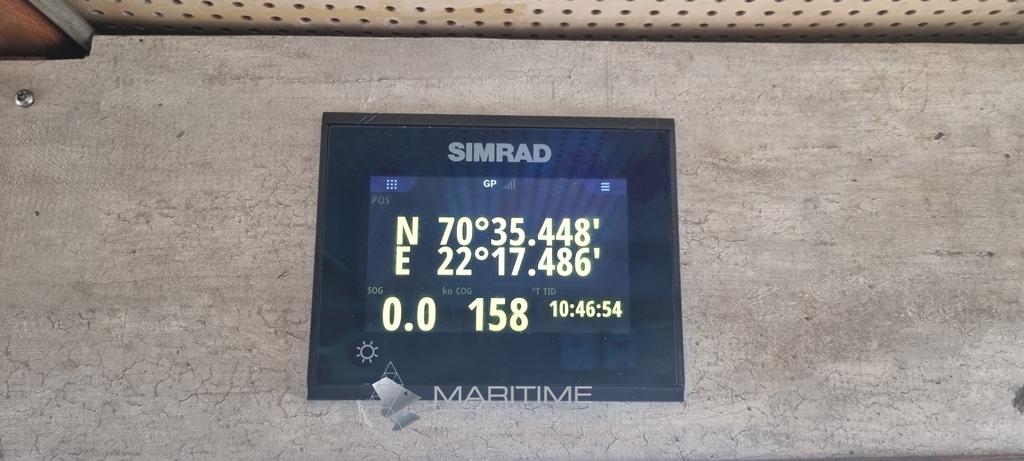 SIMRAD
GP
POS
N 70°35.448'
E 22°17.486'
SOG kn COG °T TID
0.0 158 10:46:54
MARITIME